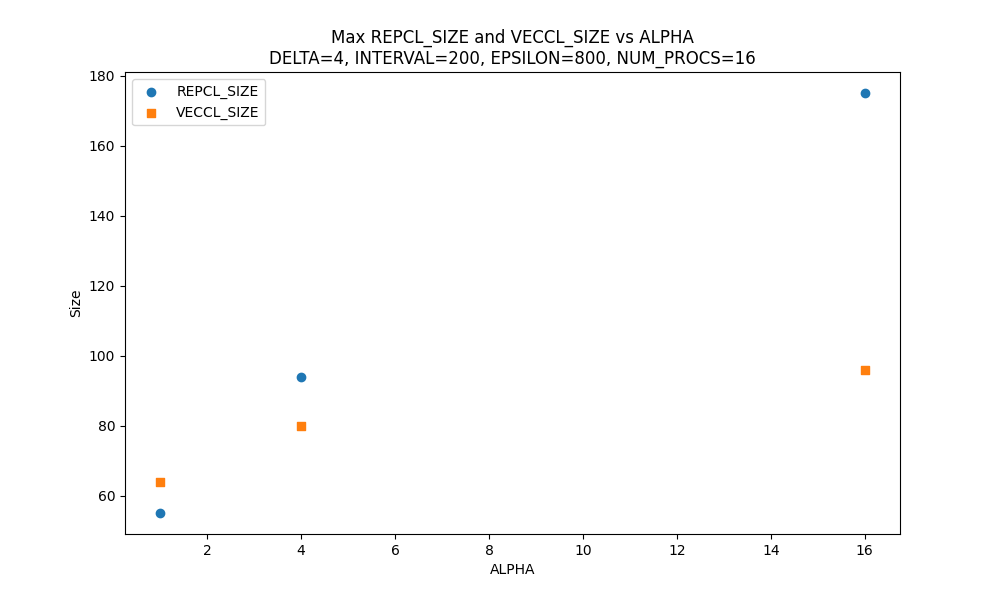 Max REPCL_SIZE and VECCL_SIZE vs ALPHA
DELTA=4, INTERVAL=200, EPSILON=800, NUM_PROCS=16
REPCL_SIZE
VECCL_SIZE
180
160
140
120
100
80
60
Size
2 4 6 8 10 12 14 16
ALPHA